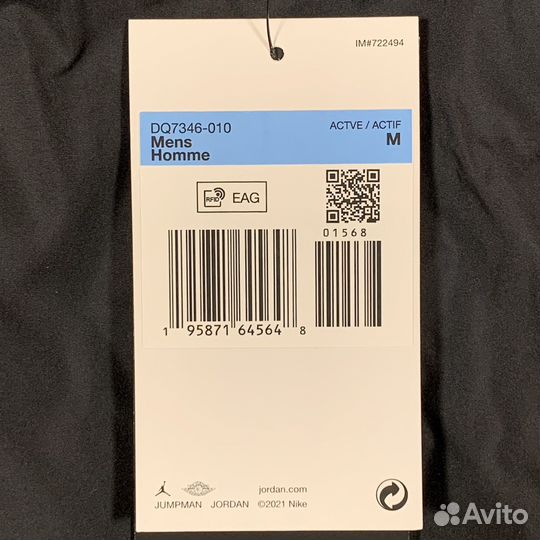 IM#722494
DQ7346-010 ACTVE / ACTIF
Mens M
Homme
RFID EAG
01568
1 95871 64564 8
jordan.com
JUMPMAN JORDAN ©2021 Nike
Avito